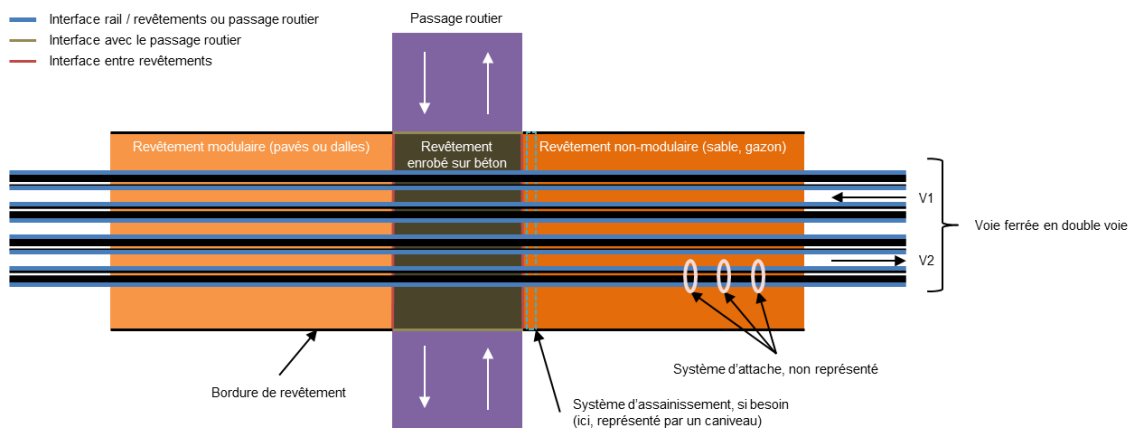 Interface rail / revêtements ou passage routier
Interface avec le passage routier
Interface entre revêtements
Passage routier
Revêtement modulaire (pavés ou dalles)
Revêtement
enrobé sur béton
Revêtement non-modulaire (sable, gazon)
V1
Voie ferrée en double voie
V2
Système d'attache, non représenté
Bordure de revêtement
Système d'assainissement, si besoin
(ici, représenté par un caniveau)